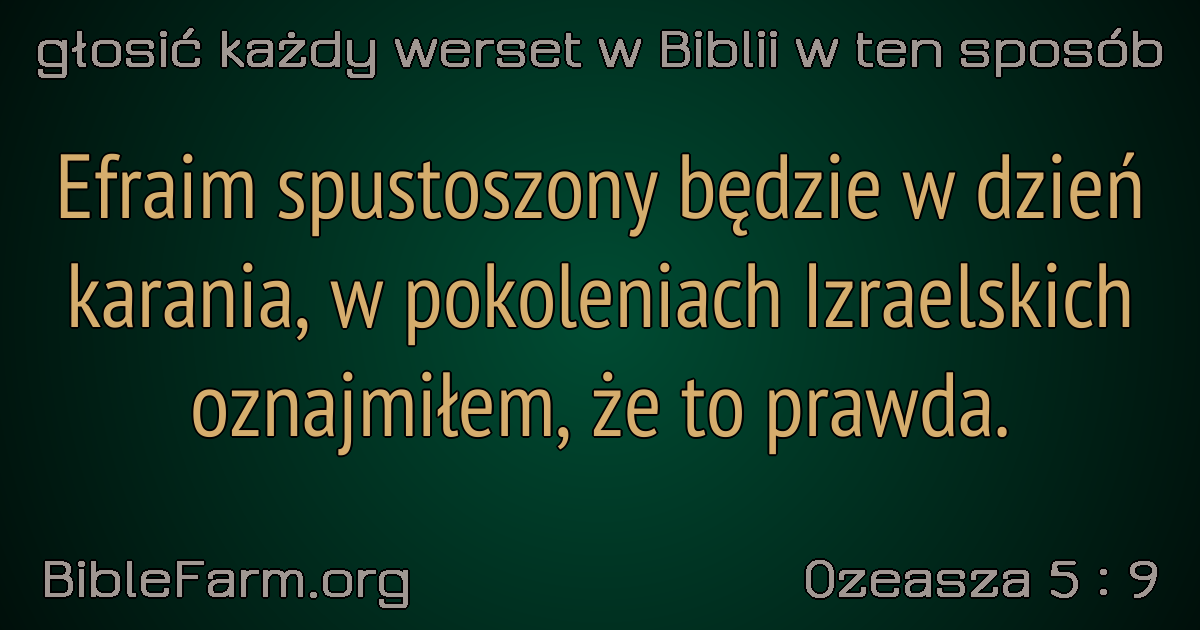 głosić każdy werset w Biblii w ten sposób
Efraim spustoszony będzie w dzień
karania, w pokoleniach Izraelskich
oznajmiłem, że to prawda.
BibleFarm.org
Ozeasza 5 : 9